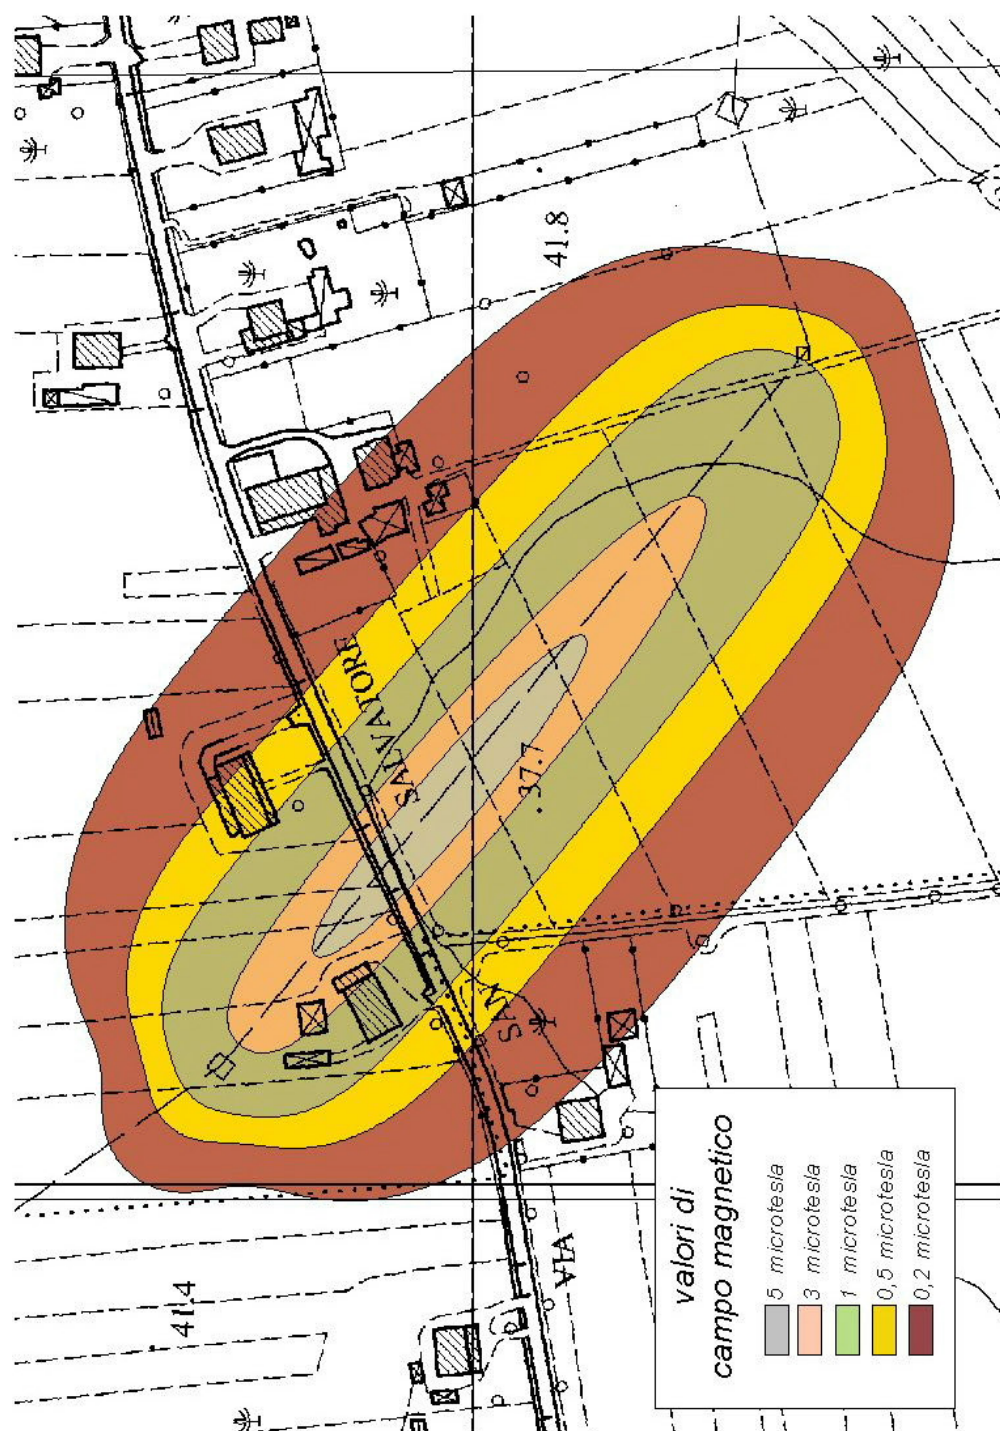 41.8
VIA
SAN
SALVATORE
.37.7
41.4
valori di
campo magnetico
5 microtesla
3 microtesla
1 microtesla
0,5 microtesla
0,2 microtesla